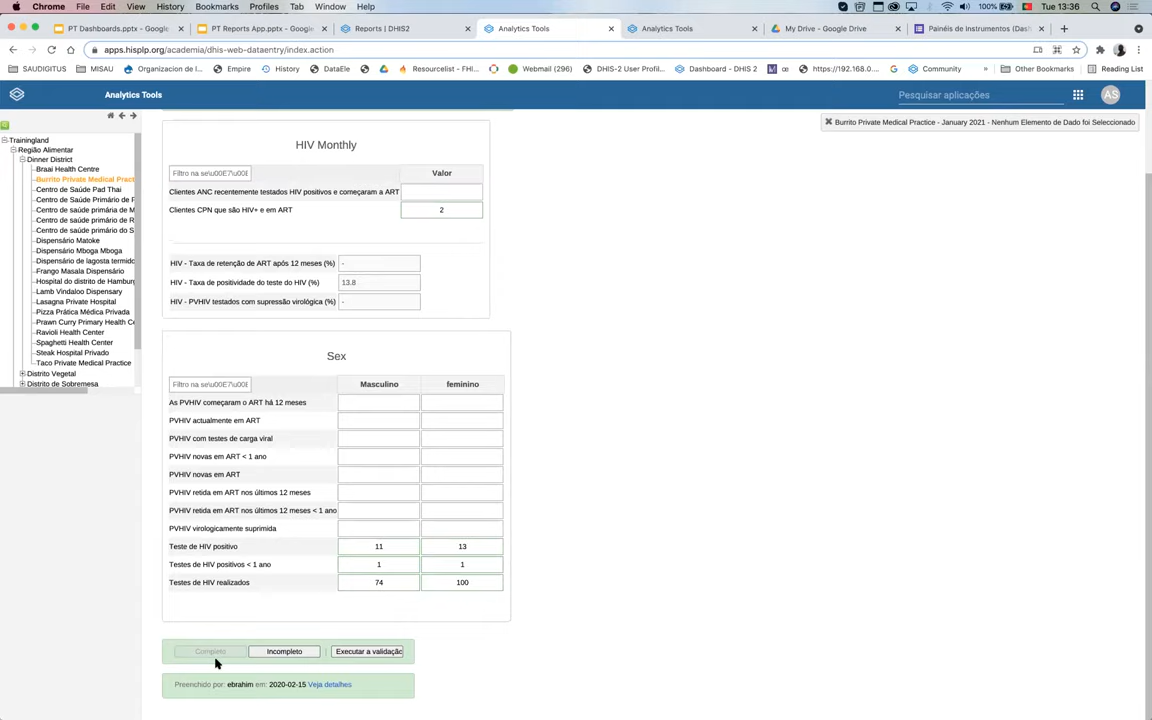 Chrome File Edit View History Bookmarks Profiles Tab Window Help 100% Tue 13:36
PT Dashboards.pptx - Google PT Reports App.pptx - Google Reports | DHIS2 Analytics Tools Analytics Tools My Drive - Google Drive Painéis de Instrumentos (Dash
apps.hisplp.org/academia/dhis-web-dataentry/index.action
SAUDIGITUS MISAU Organizacion de I Empire History DataEle Resourcelist - FHI... Webmail (296) DHIS-2 User Profil... Dashboard - DHIS 2 https://192.168.0.... Community » Other Bookmarks Reading List
Analytics Tools Pesquisar aplicações AS
Burrito Private Medical Practice - January 2021 - Nenhum Elemento de Dado foi Seleccionado
Trainingland
Região Alimentar
Dinner District
Braai Health Centre
Burrito Private Medical Pract
Centro de Saúde Pad Thai
Centro de Saúde Primário de F
Centro de saúde primária de M
Centro de saúde primário de R
Centro de saúde primário do S
Dispensário Matoke
Dispensário Mboga Mboga
Dispensário de lagosta termid
Frango Masala Dispensário
Hospital do distrito de Hambur
Lamb Vindaloo Dispensary
Lasagna Private Hospital
Pizza Prática Médica Privada
Prawn Curry Primary Health C
Ravioli Health Center
Spaghetti Health Center
Steak Hospital Privado
Taco Private Medical Practice
Distrito Vegetal
Distrito de Sobremesa
HIV Monthly
Filtro na se\u00E7\u00E Valor
Clientes ANC recentemente testados HIV positivos e começaram a ART
Clientes CPN que são HIV+ e em ART 2
HIV - Taxa de retenção de ART após 12 meses (%) -
HIV - Taxa de positividade do teste do HIV (%) 13.8
HIV - PVHIV testados com supressão virológica (%) -
Sex
Filtro na se\u00E7\u00E Masculino feminino
As PVHIV começaram o ART há 12 meses
PVHIV actualmente em ART
PVHIV com testes de carga viral
PVHIV novas em ART < 1 ano
PVHIV novas em ART
PVHIV retida em ART nos últimos 12 meses
PVHIV retida em ART nos últimos 12 meses < 1 ano
PVHIV virologicamente suprimida
Teste de HIV positivo 11 13
Testes de HIV positivos < 1 ano 1 1
Testes de HIV realizados 74 100
Completo Incompleto | Executar a validação
Preenchido por: ebrahim em: 2020-02-15 Veja detalhes